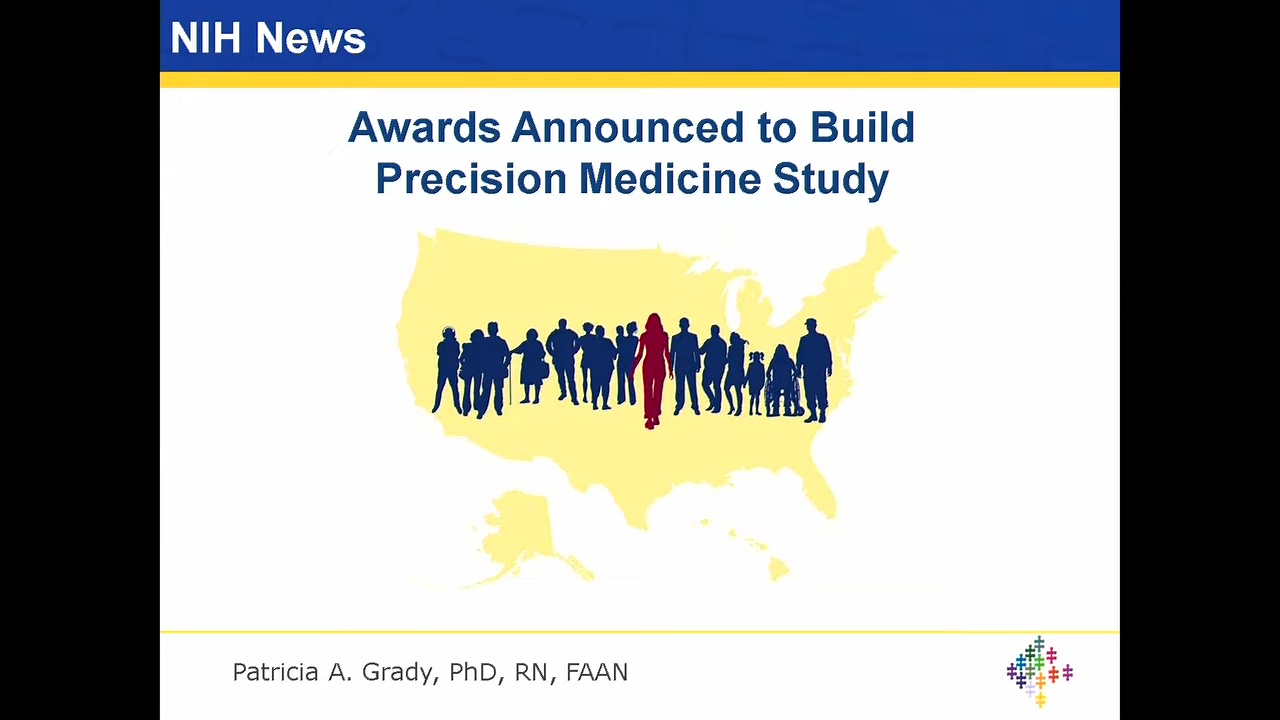 NIH News
Awards Announced to Build
Precision Medicine Study
Patricia A. Grady, PhD, RN, FAAN